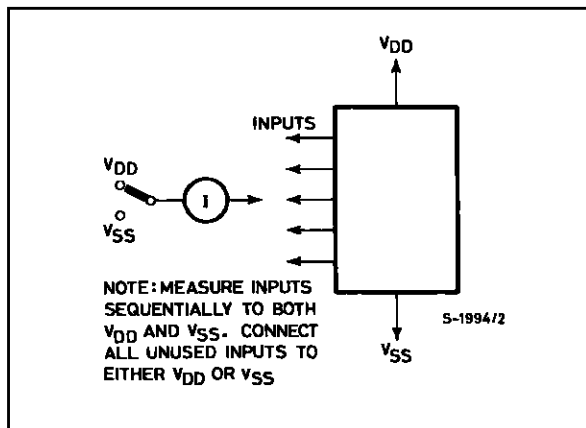 VDD
INPUTS
VDD
I
VSS
NOTE: MEASURE INPUTS
SEQUENTIALLY TO BOTH
VDD AND VSS. CONNECT
ALL UNUSED INPUTS TO
EITHER VDD OR VSS
S-1994/2
VSS